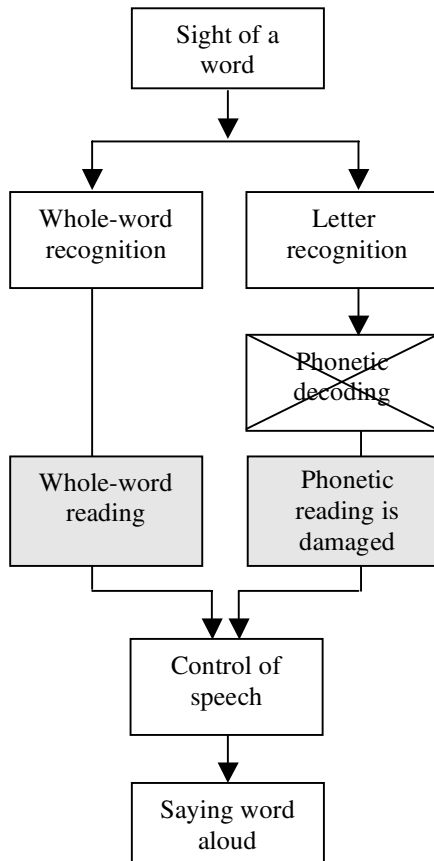 Sight of a
word
Whole-word
recognition
Letter
recognition
Phonetic
decoding
Whole-word
reading
Phonetic
reading is
damaged
Control of
speech
Saying word
aloud